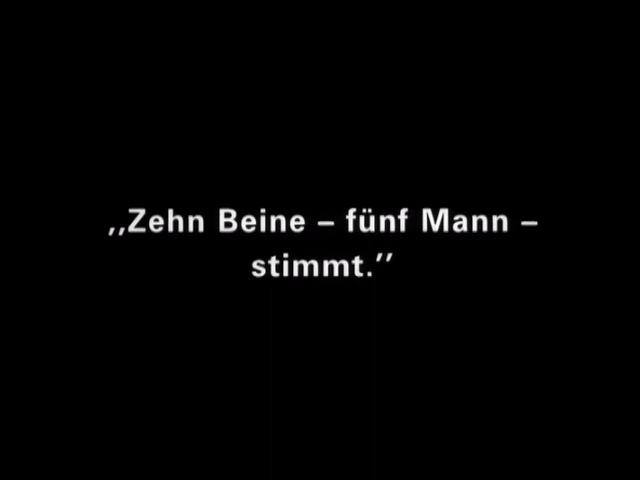 ,,Zehn Beine – fünf Mann –
stimmt.’’